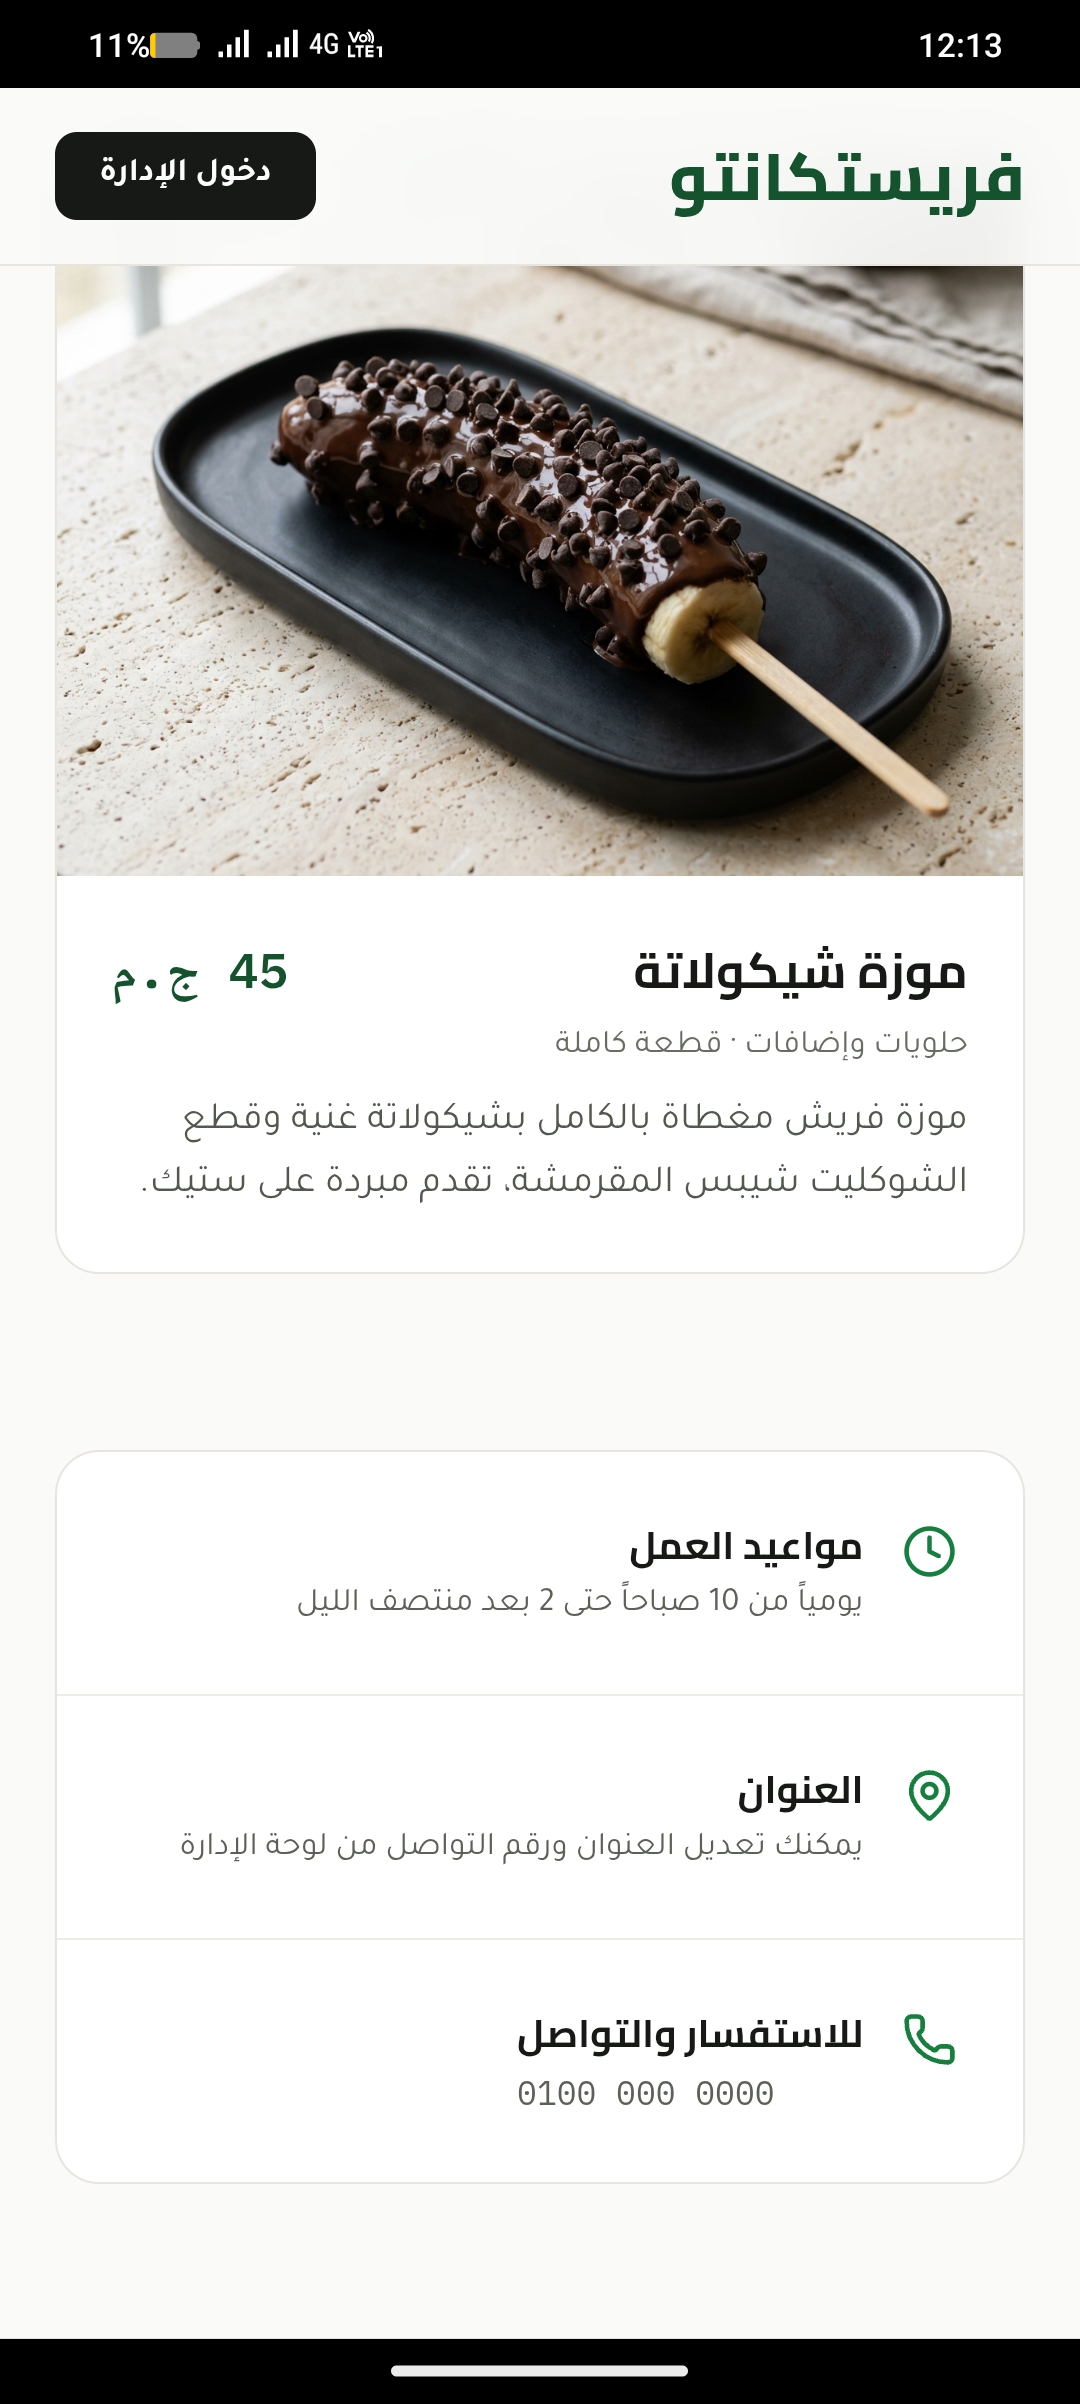 11%
4G
Vo) LTE1
12:13
فريستكانتو
دخول الإدارة
موزة شيكولاتة
45 ج.م
حلويات وإضافات · قطعة كاملة
موزة فريش مغطاة بالكامل بشيكولاتة غنية وقطع
الشوكليت شيبس المقرمشة، تقدم مبردة على ستيك.
مواعيد العمل
يومياً من 10 صباحاً حتى 2 بعد منتصف الليل
العنوان
يمكنك تعديل العنوان ورقم التواصل من لوحة الإدارة
للاستفسار والتواصل
0100 000 0000